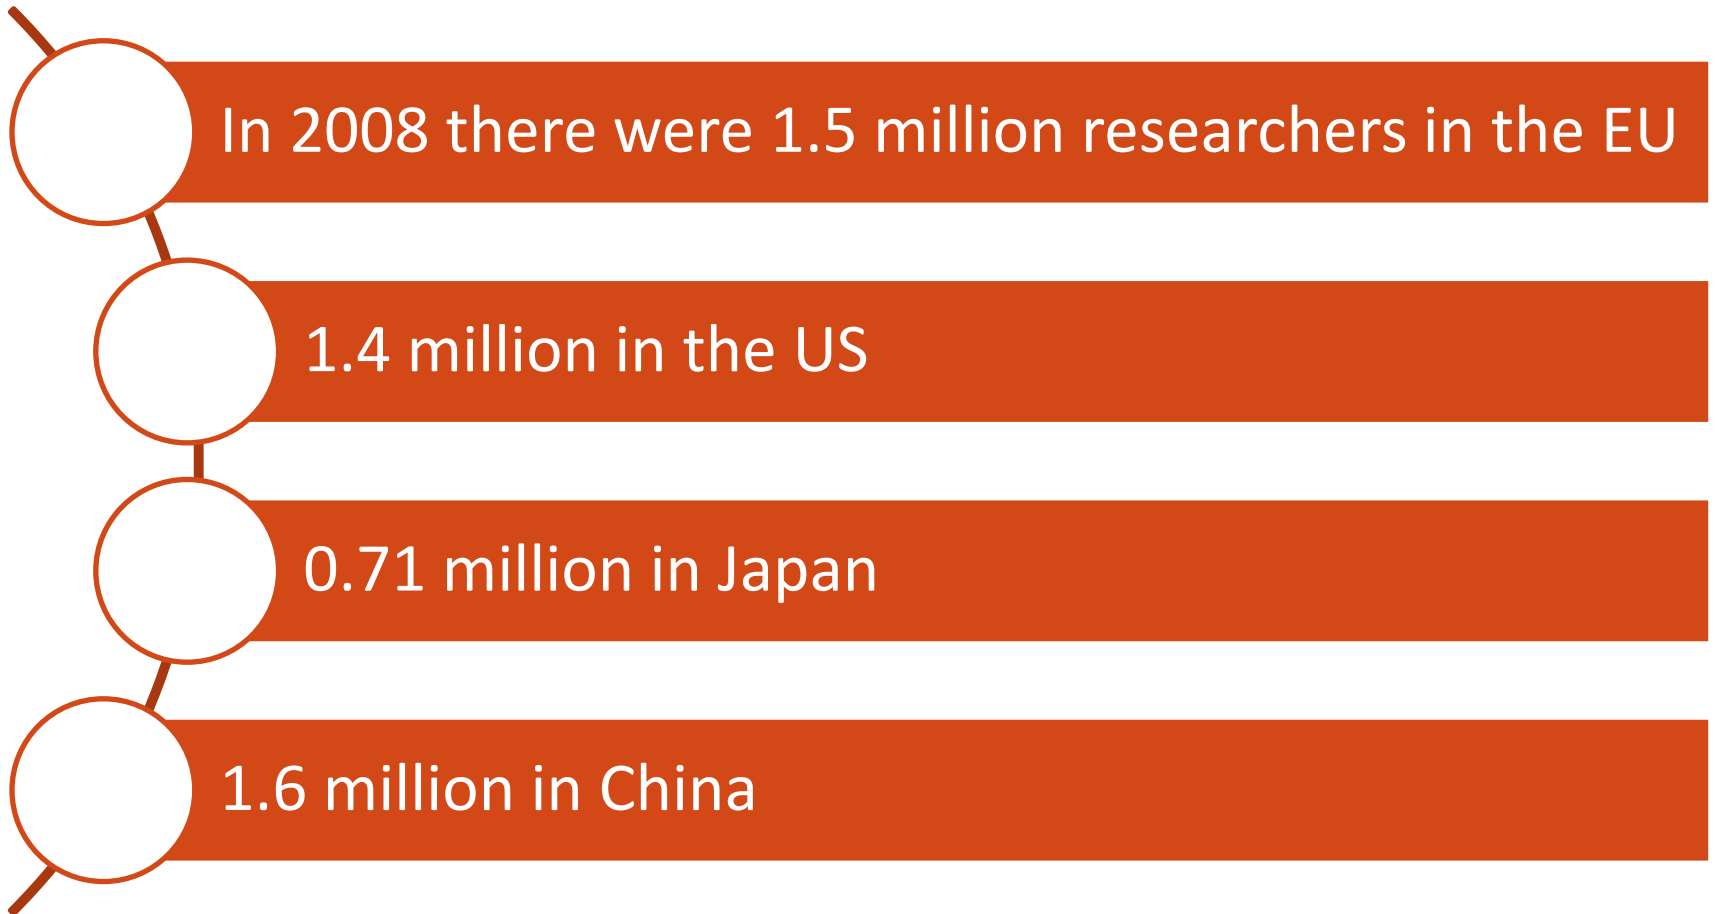 In 2008 there were 1.5 million researchers in the EU
1.4 million in the US
0.71 million in Japan
1.6 million in China